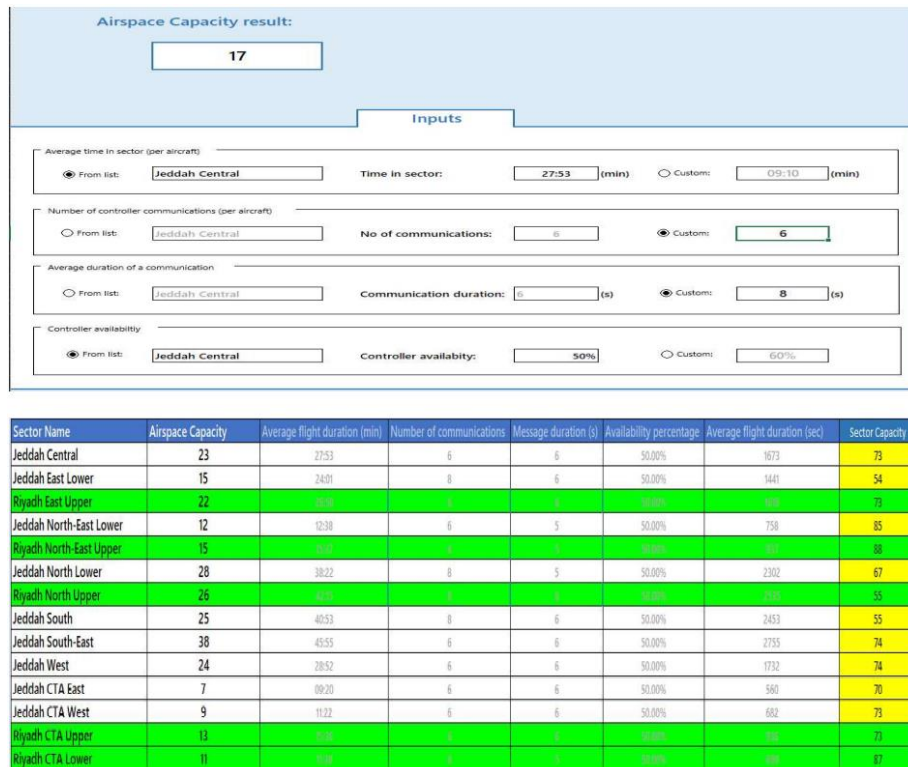 Airspace Capacity result:
17
Inputs
Average time in sector (per aircraft)
From list: Jeddah Central Time in sector: 27:53 (min) Custom: 09:10 (min)
Number of controller communications (per aircraft)
From list: Jeddah Central No of communications: 6 Custom: 6
Average duration of a communication
From list: Jeddah Central Communication duration: 6 (s) Custom: 8 (s)
Controller availabiltiy
From list: Jeddah Central Controller availabity: 50% Custom: 60%
Sector Name Airspace Capacity Average flight duration (min) Number of communications Message duration (s) Availability percentage Average flight duration (sec) Sector Capacity
Jeddah Central 23 27:53 6 6 50.00% 1673 73
Jeddah East Lower 15 24:01 8 6 50.00% 1441 54
Riyadh East Upper 22 73
Jeddah North-East Lower 12 12:38 6 5 50.00% 758 85
Riyadh North-East Upper 15 88
Jeddah North Lower 28 38:22 8 5 50.00% 2302 67
Riyadh North Upper 26 55
Jeddah South 25 40:53 8 6 50.00% 2453 55
Jeddah South-East 38 45:55 6 6 50.00% 2755 74
Jeddah West 24 28:52 6 6 50.00% 1732 74
Jeddah CTA East 7 09:20 6 6 50.00% 560 70
Jeddah CTA West 9 11:22 6 6 50.00% 682 73
Riyadh CTA Upper 13 73
Riyadh CTA Lower 11 87